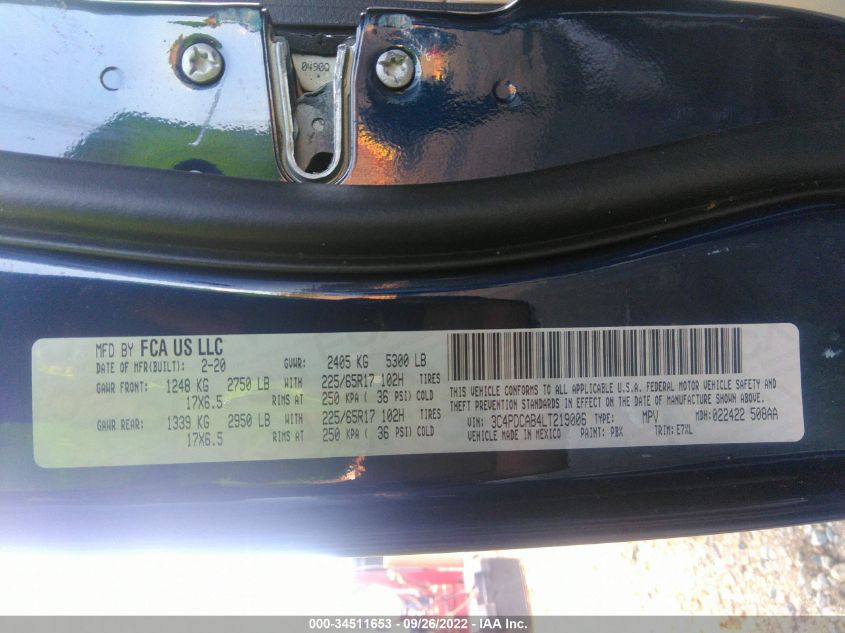 0490
MFD BY FCA US LLC
DATE OF MFR(BUILT): 2-20 GVWR: 2405 KG 5300 LB
GAWR FRONT: 1248 KG 2750 LB WITH 225/65R17 102H TIRES
17X6.5 RIMS AT 250 KPA ( 36 PSI) COLD
GAWR REAR: 1339 KG 2950 LB WITH 225/65R17 102H TIRES
17X6.5 RIMS AT 250 KPA ( 36 PSI) COLD
THIS VEHICLE CONFORMS TO ALL APPLICABLE U.S.A. FEDERAL MOTOR VEHICLE SAFETY AND
THEFT PREVENTION STANDARDS IN EFFECT ON THE DATE OF MANUFACTURE SHOWN ABOVE.
VIN: 3C4PDCAB4LT219006 TYPE: MPV MDH: 022422 508AA
VEHICLE MADE IN MEXICO PAINT: PBX TRIM: E7XL
000-34511653 - 09/26/2022 - IAA Inc.